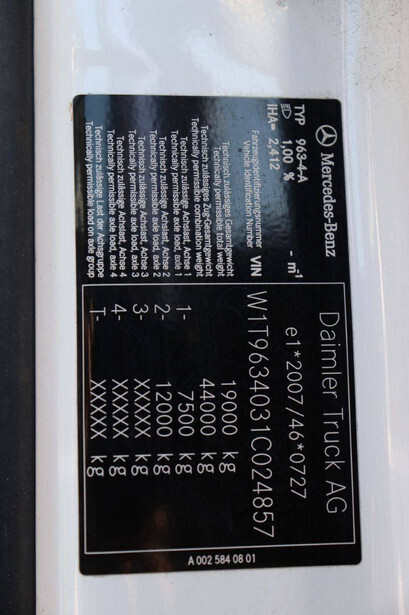 Mercedes-Benz
Daimler Truck AG
TYP 963-4-A
1,00 % - m⁻¹
IHA= 2,412
e1*2007/46*0727
Fahrzeugidentifizierungsnummer
Vehicle Identification Number VIN W1T9634031C024857
Technisch zulässiges Gesamtgewicht
Technically permissible total weight 19000 kg
Technisch zulässiges Zug-Gesamtgewicht
Technically permissible combination weight 44000 kg
Technisch zulässige Achslast, Achse 1
Technically permissible axle load, axle 1 1- 7500 kg
Technisch zulässige Achslast, Achse 2
Technically permissible axle load, axle 2 2- 12000 kg
Technisch zulässige Achslast, Achse 3
Technically permissible axle load, axle 3 3- XXXXX kg
Technisch zulässige Achslast, Achse 4
Technically permissible axle load, axle 4 4- XXXXX kg
Technisch zulässige Last der Achsgruppe
Technically permissible load on axle group T- XXXXX kg
A 002 584 08 01